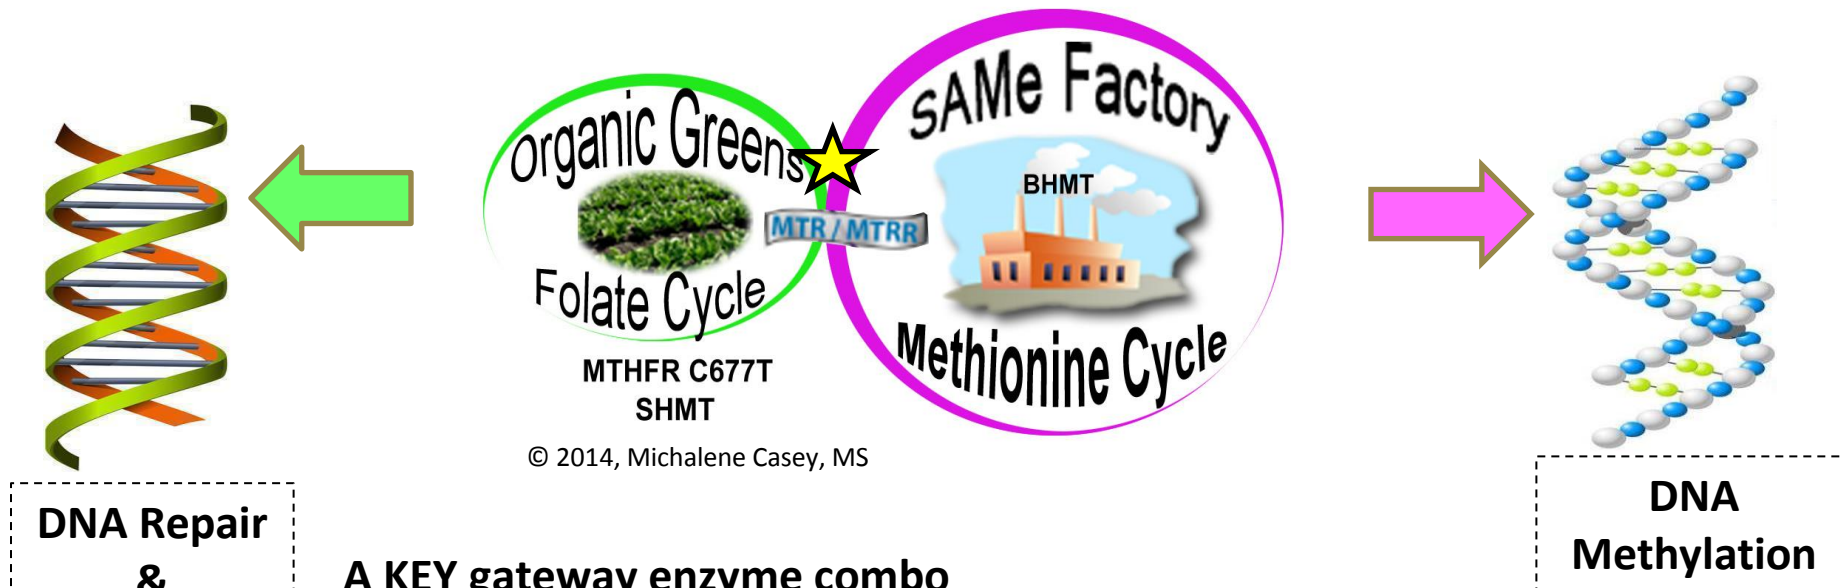 Organic Greens
Folate Cycle
MTHFR C677T
SHMT
MTR / MTRR
SAMe Factory
BHMT
Methionine Cycle
© 2014, Michalene Casey, MS
DNA Repair
&
A KEY gateway enzyme combo
DNA
Methylation